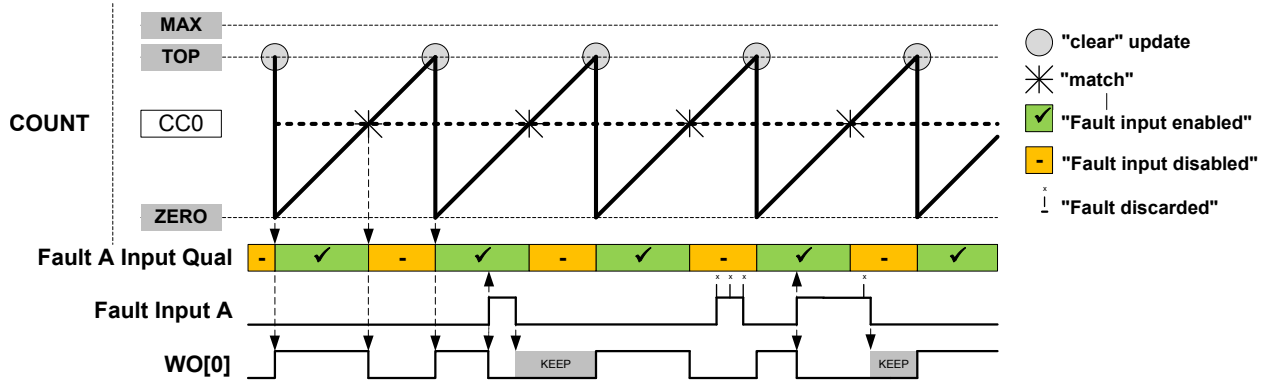 MAX
TOP
"clear" update
"match"
COUNT
CC0
"Fault input enabled"
✔
"Fault input disabled"
-
x
"Fault discarded"
ZERO
Fault A Input Qual
- ✔ - ✔ - ✔ - ✔ - ✔
x x x x
Fault Input A
WO[0]
KEEP KEEP